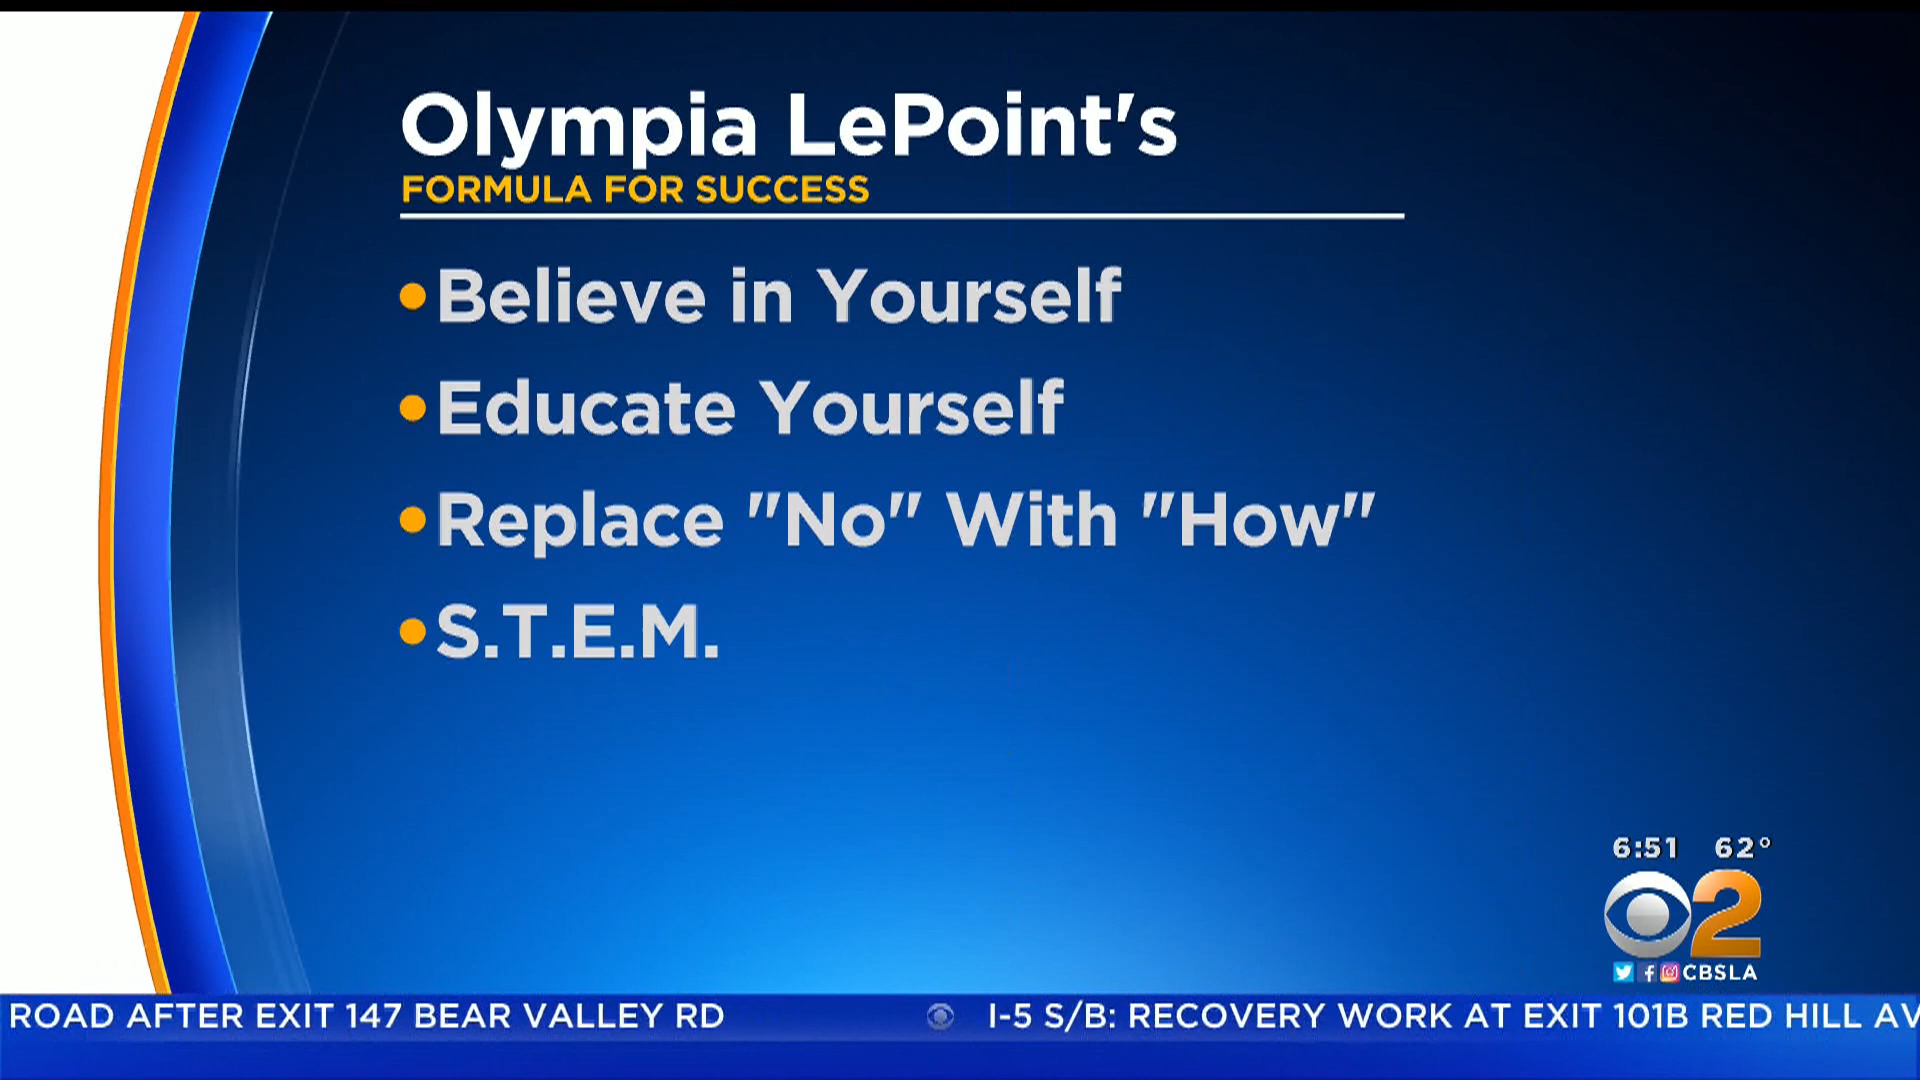 Olympia LePoint's
FORMULA FOR SUCCESS
•Believe in Yourself
•Educate Yourself
•Replace "No" With "How"
•S.T.E.M.
6:51 62°
2
CBSLA
ROAD AFTER EXIT 147 BEAR VALLEY RD I-5 S/B: RECOVERY WORK AT EXIT 101B RED HILL AV